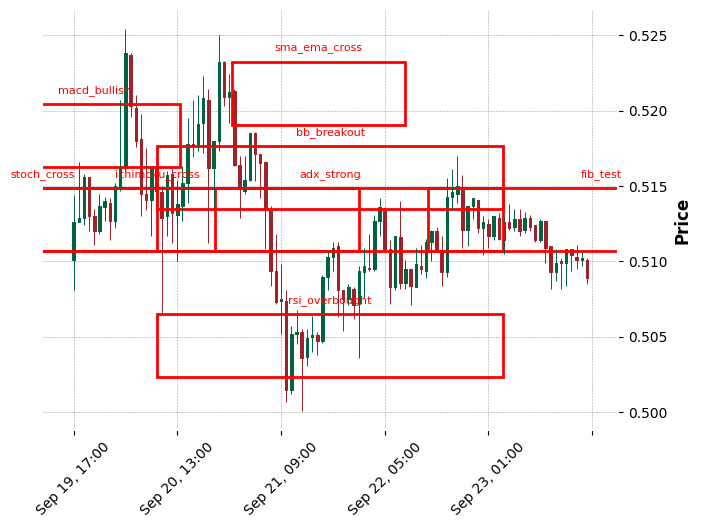 sma_ema_cross
macd_bullish
bb_breakout
stoch_cross
ichimoku_cross
adx_strong
fib_test
rsi_overbought
0.525
0.520
0.515
0.510
0.505
0.500
Price
Sep 19, 17:00
Sep 20, 13:00
Sep 21, 09:00
Sep 22, 05:00
Sep 23, 01:00